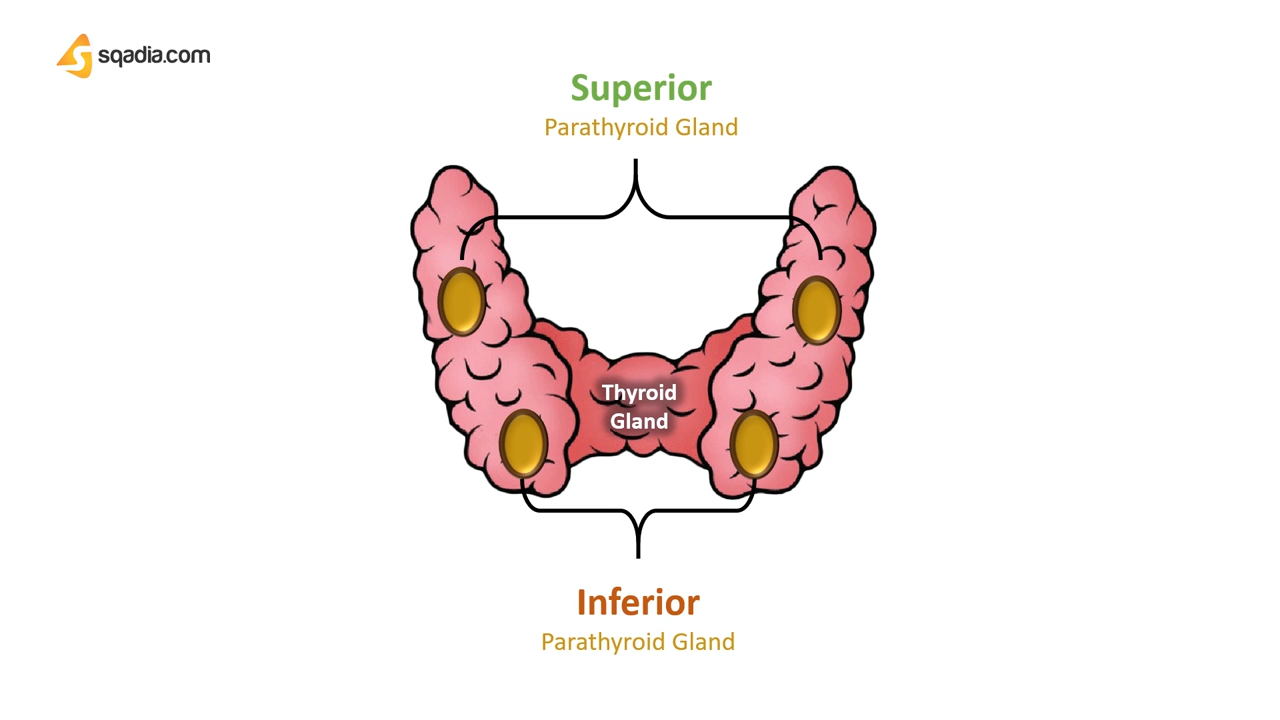 sqadia.com
Superior
Parathyroid Gland
Thyroid
Gland
Inferior
Parathyroid Gland